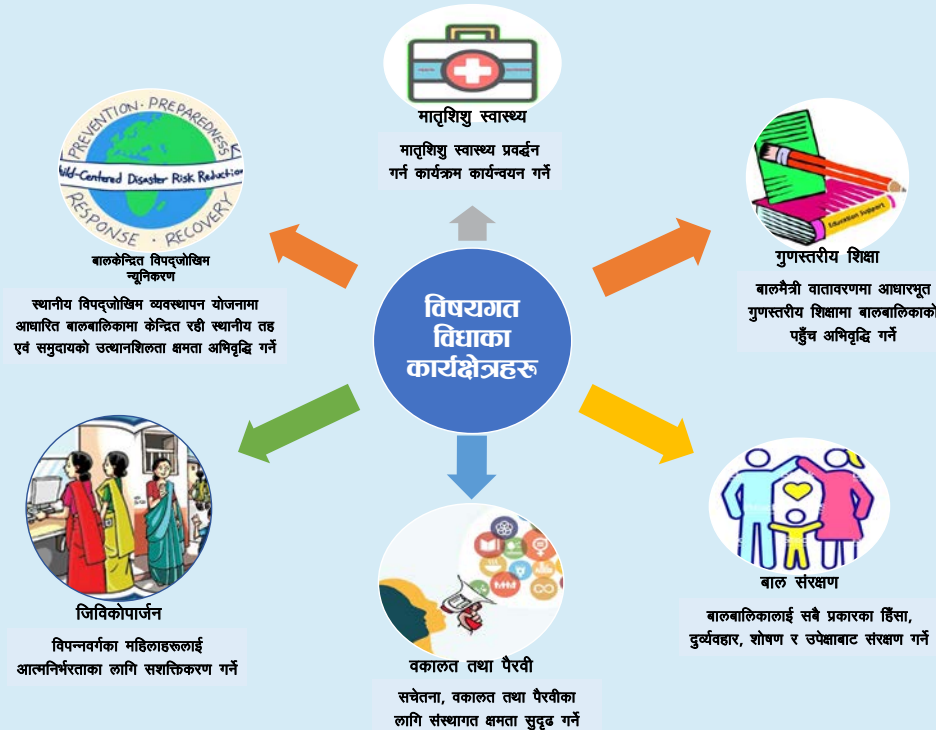 मातृशिशु स्वास्थ्य
मातृशिशु स्वास्थ्य प्रवर्द्धन
गर्न कार्यक्रम कार्यन्वयन गर्ने
PREVENTION · PREPAREDNESS
Child-Centered Disaster Risk Reduction
RESPONSE · RECOVERY
बालकेन्द्रित विपद्जोखिम
न्यूनिकरण
स्थानीय विपद्जोखिम व्यवस्थापन योजनामा
आधारित बालबालिकामा केन्द्रित रही स्थानीय तह
एवं समुदायको उत्थानशिलता क्षमता अभिवृद्धि गर्ने
Education Support
गुणस्तरीय शिक्षा
बालमैत्री वातावरणमा आधारभूत
गुणस्तरीय शिक्षामा बालबालिकाको
पहुँच अभिवृद्धि गर्ने
विषयगत
विधाका
कार्यक्षेत्रहरू
जिविकोपार्जन
विपन्नवर्गका महिलाहरूलाई
आत्मनिर्भरताका लागि सशक्तिकरण गर्ने
वकालत तथा पैरवी
सचेतना, वकालत तथा पैरवीका
लागि संस्थागत क्षमता सुदृढ गर्ने
बाल संरक्षण
बालबालिकालाई सबै प्रकारका हिंसा,
दुर्व्यवहार, शोषण र उपेक्षाबाट संरक्षण गर्ने